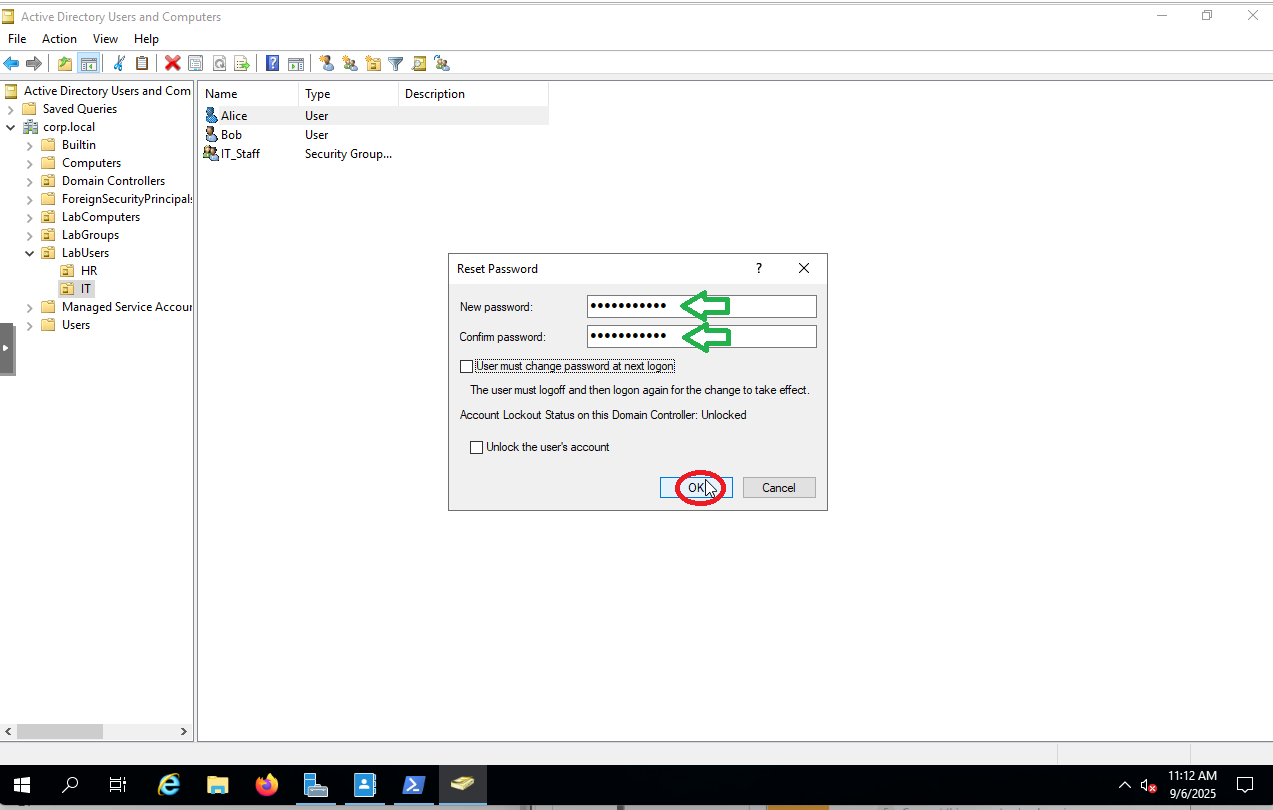 Active Directory Users and Computers
File Action View Help
Active Directory Users and Com
Saved Queries
corp.local
Builtin
Computers
Domain Controllers
ForeignSecurityPrincipals
LabComputers
LabGroups
LabUsers
HR
IT
Managed Service Accour
Users
Name Type Description
Alice User
Bob User
IT_Staff Security Group...
Reset Password
New password:
Confirm password:
User must change password at next logon
The user must logoff and then logon again for the change to take effect.
Account Lockout Status on this Domain Controller: Unlocked
Unlock the user's account
OK Cancel
11:12 AM
9/6/2025